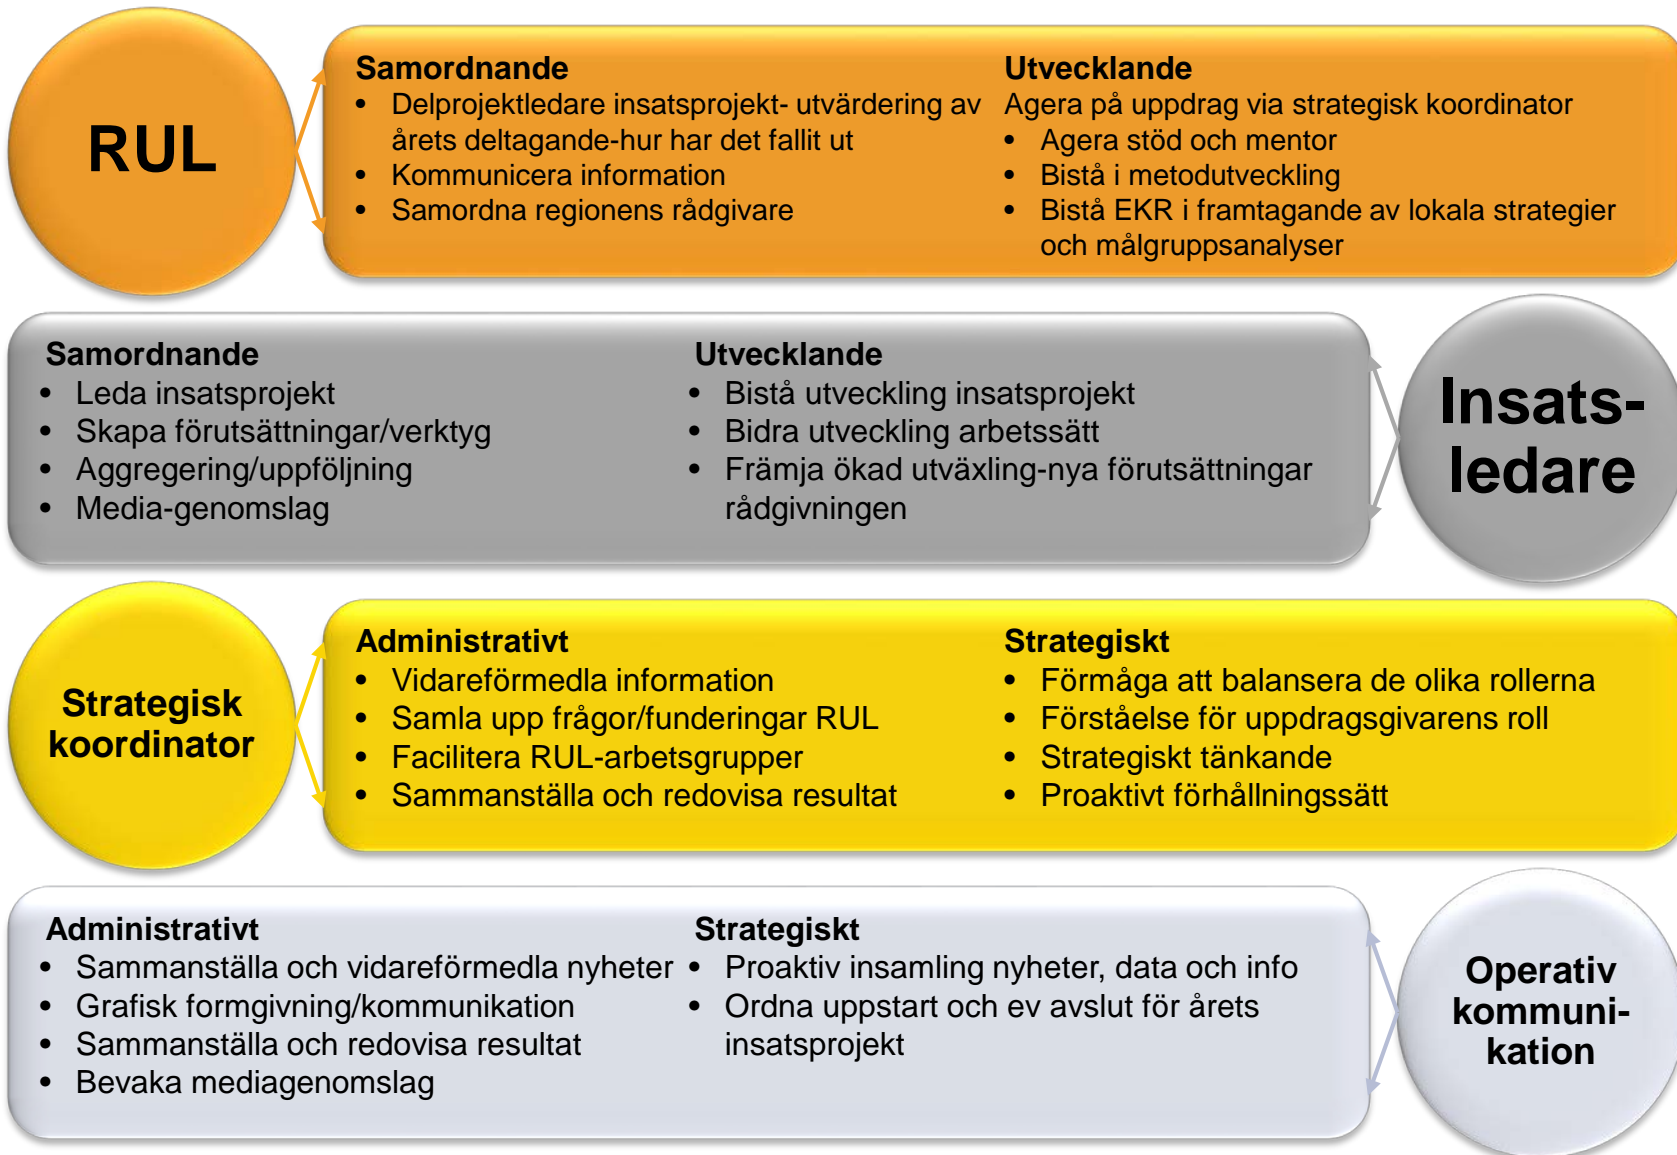 RUL
Samordnande
• Delprojektledare insatsprojekt- utvärdering av
årets deltagande-hur har det fallit ut
• Kommunicera information
• Samordna regionens rådgivare
Utvecklande
Agera på uppdrag via strategisk koordinator
• Agera stöd och mentor
• Bistå i metodutveckling
• Bistå EKR i framtagande av lokala strategier
och målgruppsanalyser
Samordnande
• Leda insatsprojekt
• Skapa förutsättningar/verktyg
• Aggregering/uppföljning
• Media-genomslag
Utvecklande
• Bistå utveckling insatsprojekt
• Bidra utveckling arbetssätt
• Främja ökad utväxling-nya förutsättningar
rådgivningen
Insats-
ledare
Strategisk
koordinator
Administrativt
• Vidareförmedla information
• Samla upp frågor/funderingar RUL
• Facilitera RUL-arbetsgrupper
• Sammanställa och redovisa resultat
Strategiskt
• Förmåga att balansera de olika rollerna
• Förståelse för uppdragsgivarens roll
• Strategiskt tänkande
• Proaktivt förhållningssätt
Administrativt
• Sammanställa och vidareförmedla nyheter
• Grafisk formgivning/kommunikation
• Sammanställa och redovisa resultat
• Bevaka mediagenomslag
Strategiskt
• Proaktiv insamling nyheter, data och info
• Ordna uppstart och ev avslut för årets
insatsprojekt
Operativ
kommuni-
kation